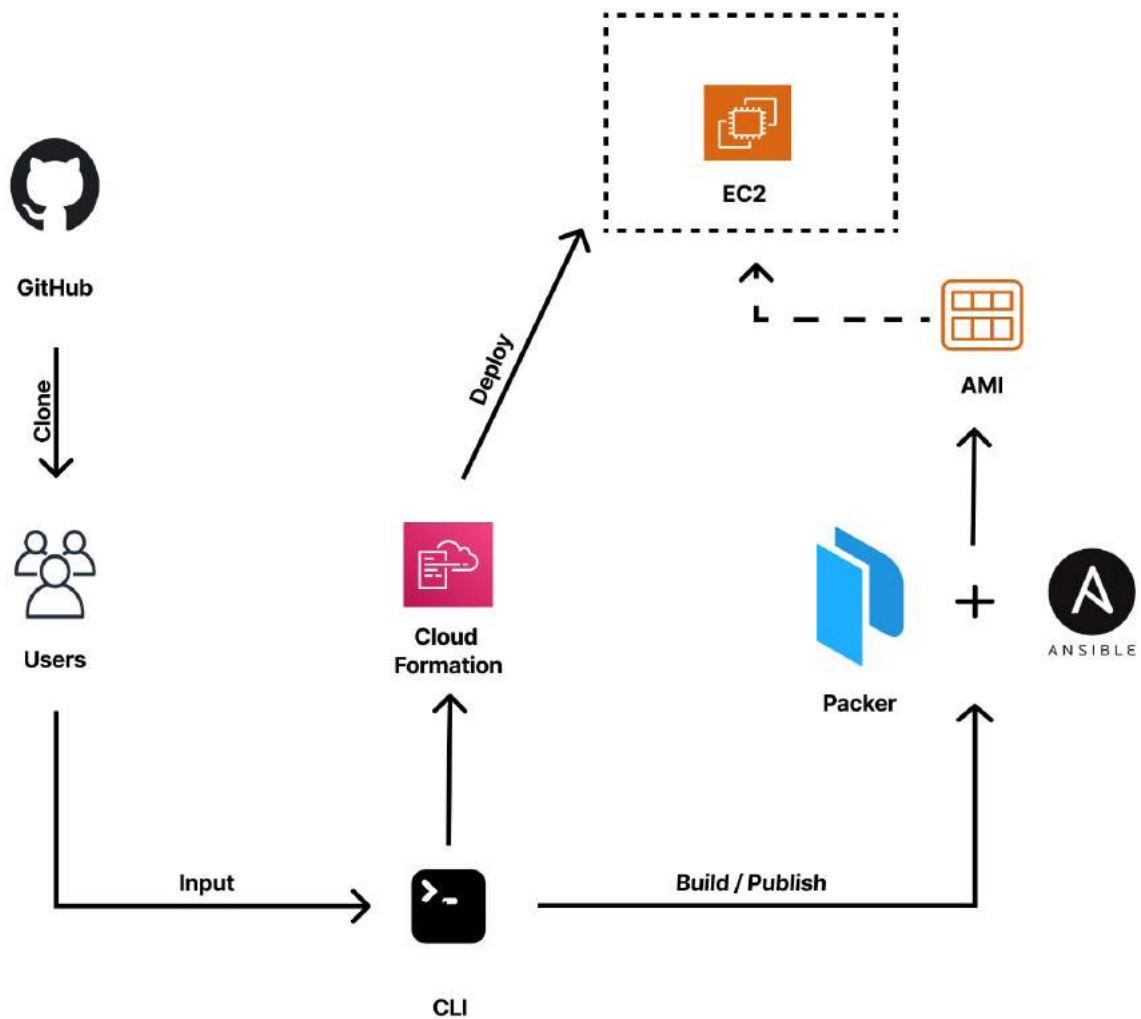 EC2
GitHub
AMI
Deploy
Clone
Users
Cloud
Formation
Packer
ANSIBLE
Input
Build / Publish
CLI